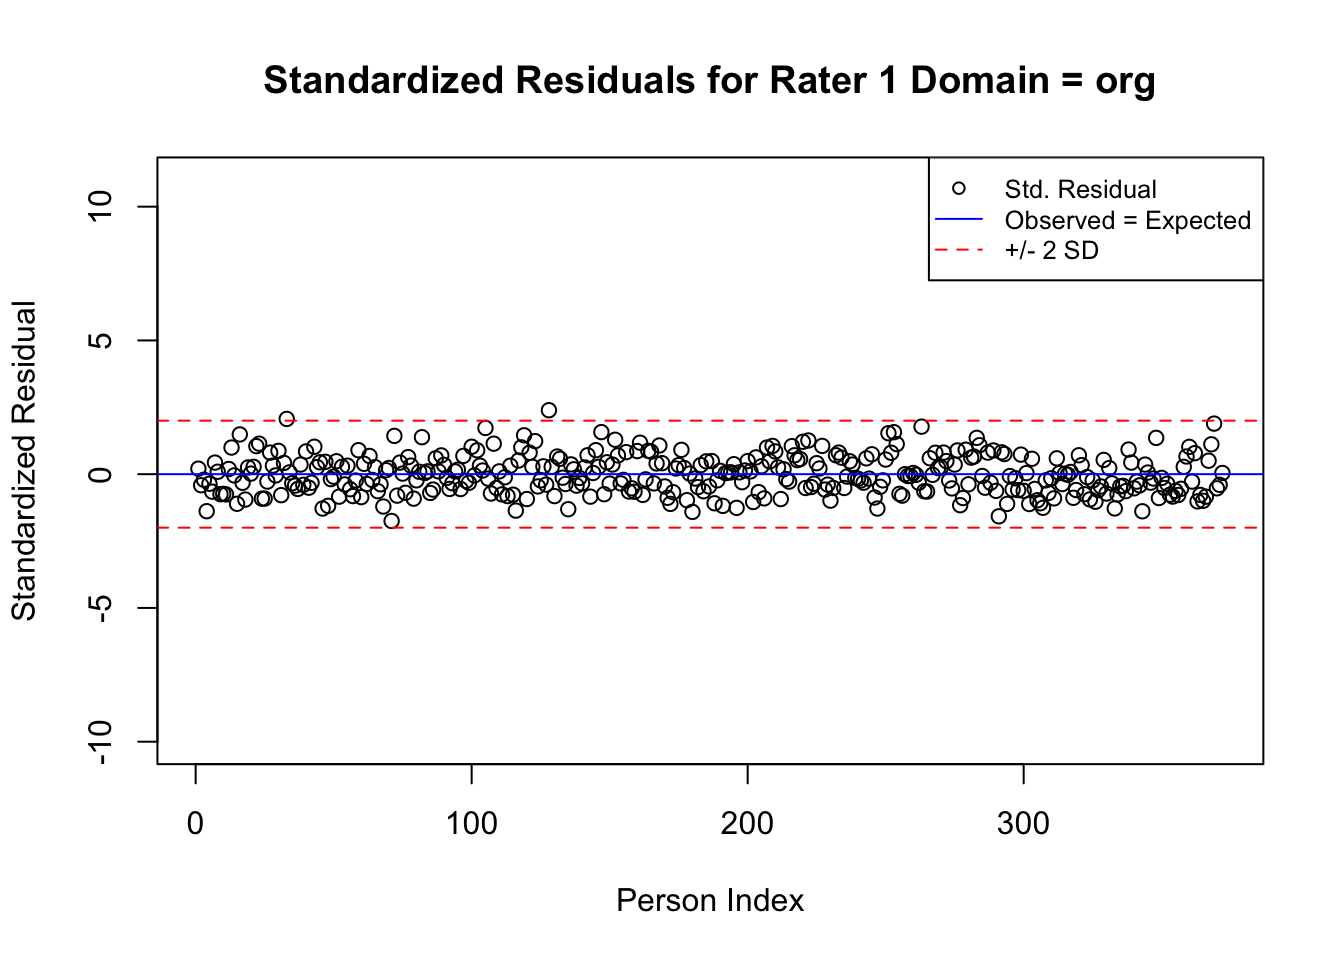 Standardized Residuals for Rater 1 Domain = org
Std. Residual
Observed = Expected
+/- 2 SD
Standardized Residual
10
5
0
-5
-10
0 100 200 300
Person Index